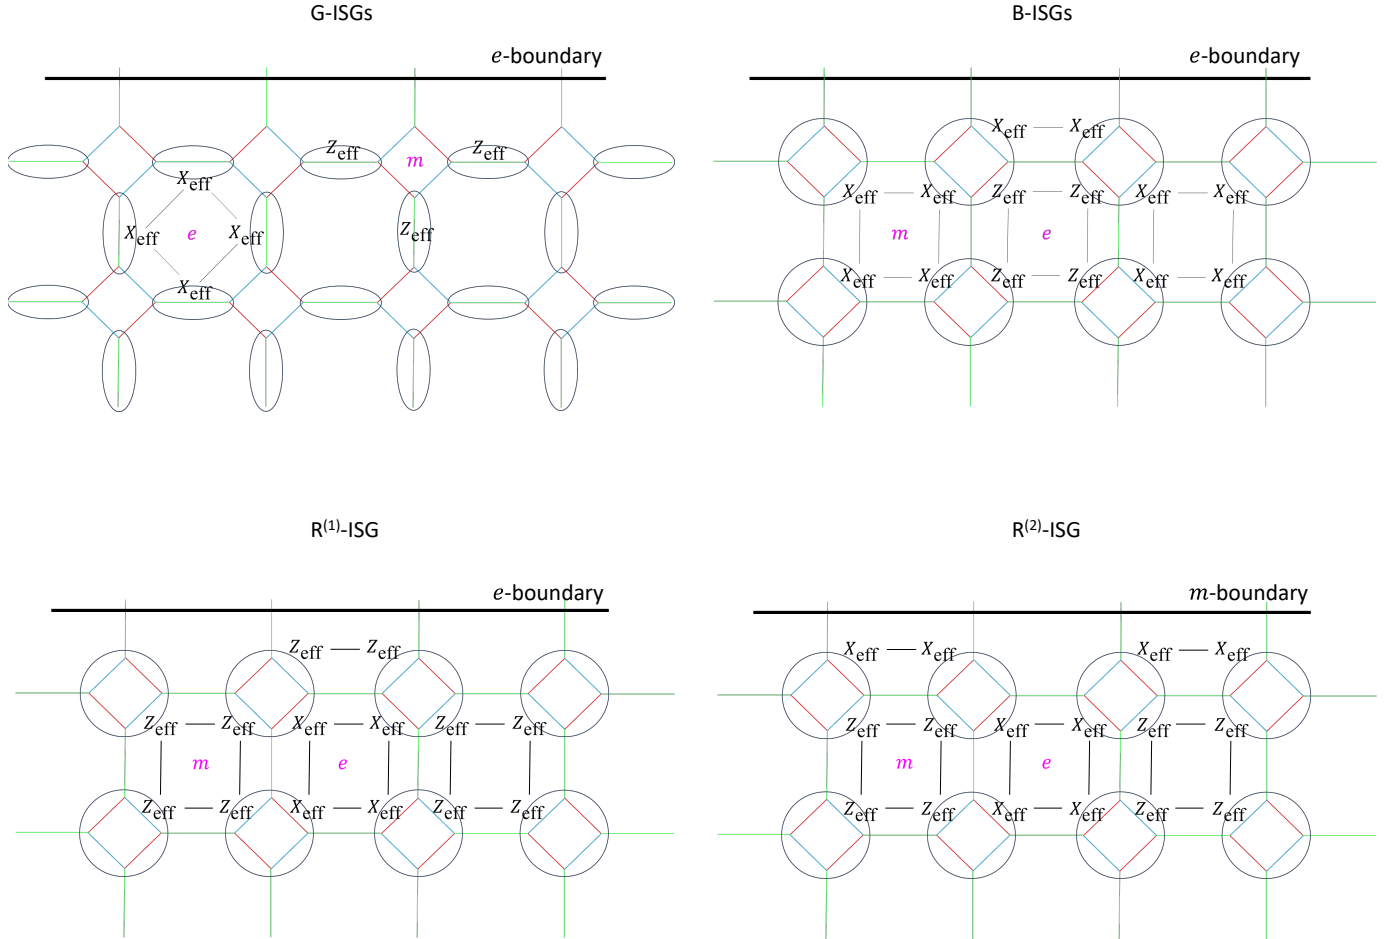 G-ISGs
e-boundary
Z_eff Z_eff
m
X_eff
X_eff e X_eff Z_eff
X_eff
B-ISGs
e-boundary
X_eff X_eff
X_eff X_eff Z_eff Z_eff X_eff X_eff
m e
X_eff X_eff Z_eff Z_eff X_eff X_eff
R⁽¹⁾-ISG
e-boundary
Z_eff Z_eff
Z_eff Z_eff X_eff X_eff Z_eff Z_eff
m e
Z_eff Z_eff X_eff X_eff Z_eff Z_eff
R⁽²⁾-ISG
m-boundary
X_eff X_eff X_eff X_eff
Z_eff Z_eff X_eff X_eff Z_eff Z_eff
m e
Z_eff Z_eff X_eff X_eff Z_eff Z_eff